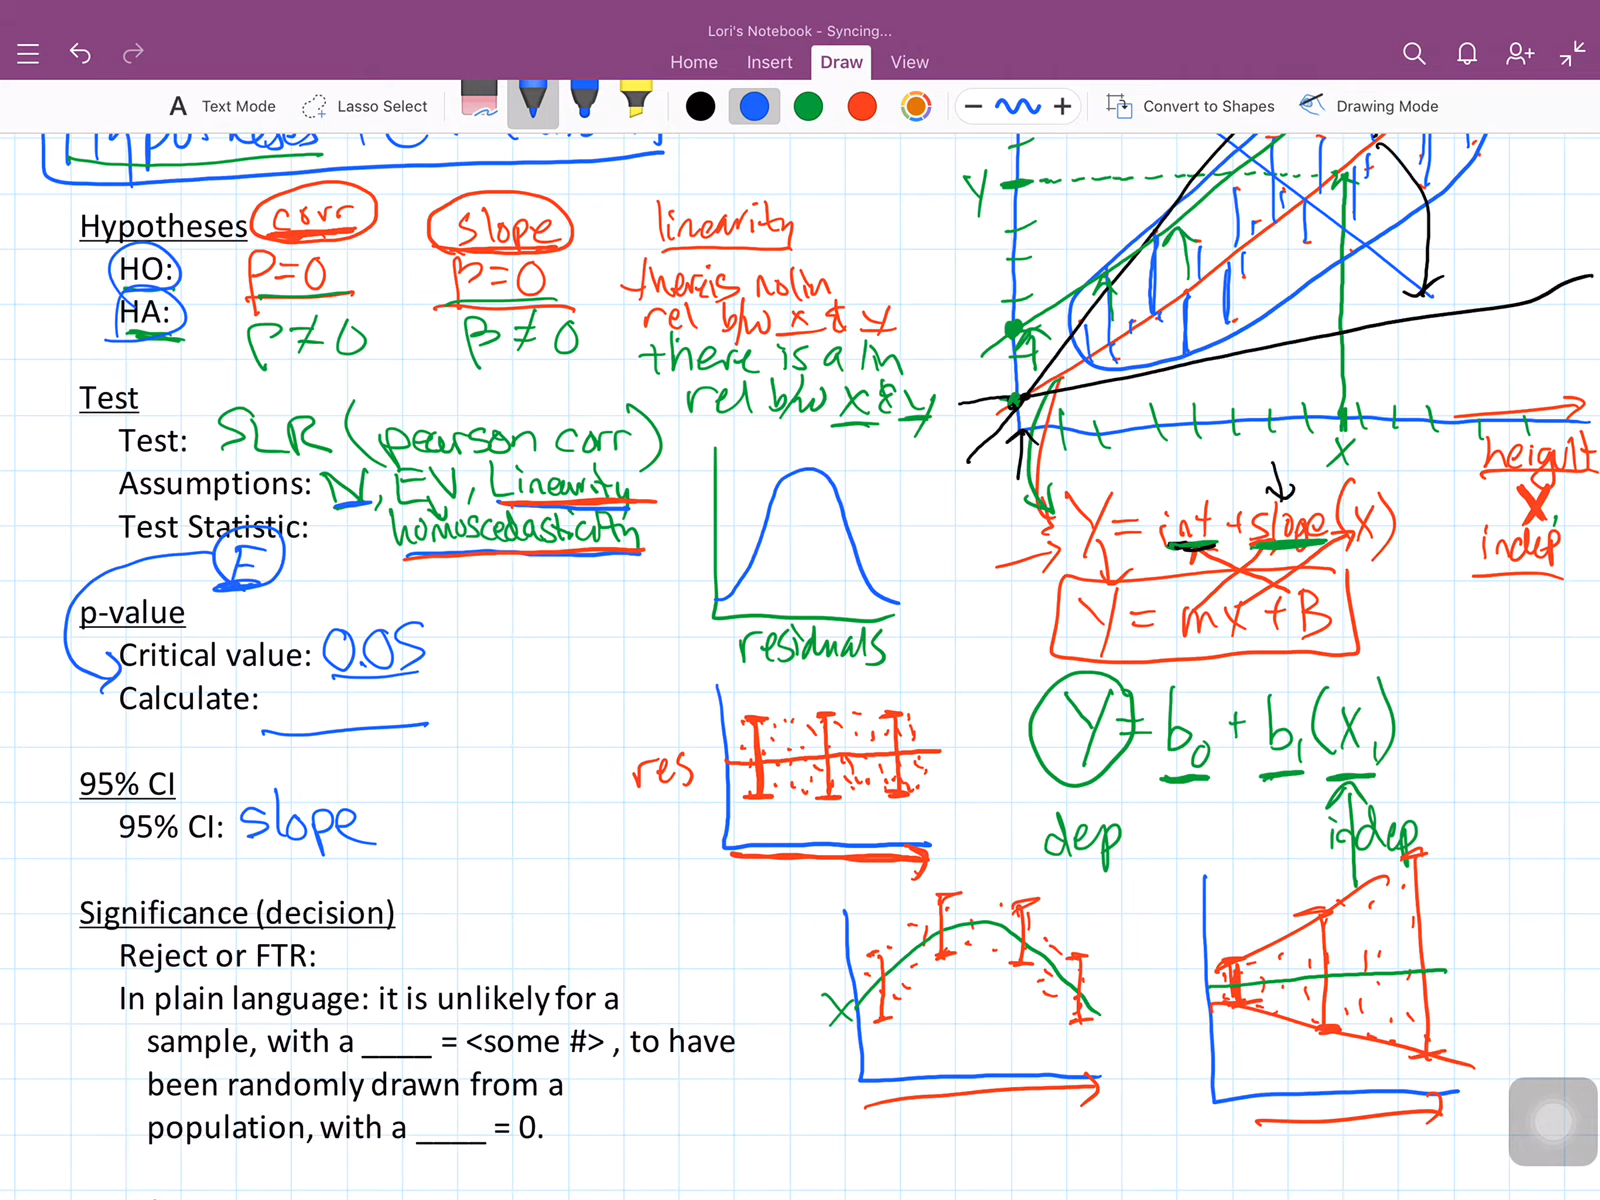 Lori's Notebook - Syncing...
Home Insert Draw View
A Text Mode Lasso Select Convert to Shapes Drawing Mode
Hypotheses
Hypotheses corr slope linearity
HO: ρ=0 β=0 there is no lin
rel b/w x & y
HA: ρ≠0 β≠0 there is a lin
rel b/w x & y
Test
Test: SLR (pearson corr)
Assumptions: N, EV, Linearity
homoscedasticity
Test Statistic:
F
p-value
Critical value: 0.05
Calculate:
95% CI
95% CI: slope
Significance (decision)
Reject or FTR:
In plain language: it is unlikely for a
sample, with a ____ = <some #> , to have
been randomly drawn from a
population, with a ____ = 0.
residuals
res
Y
X
height
X
indep
Y = int + slope (X)
Y = mx + B
Y = b0 + b1 (X1)
dep indep
X